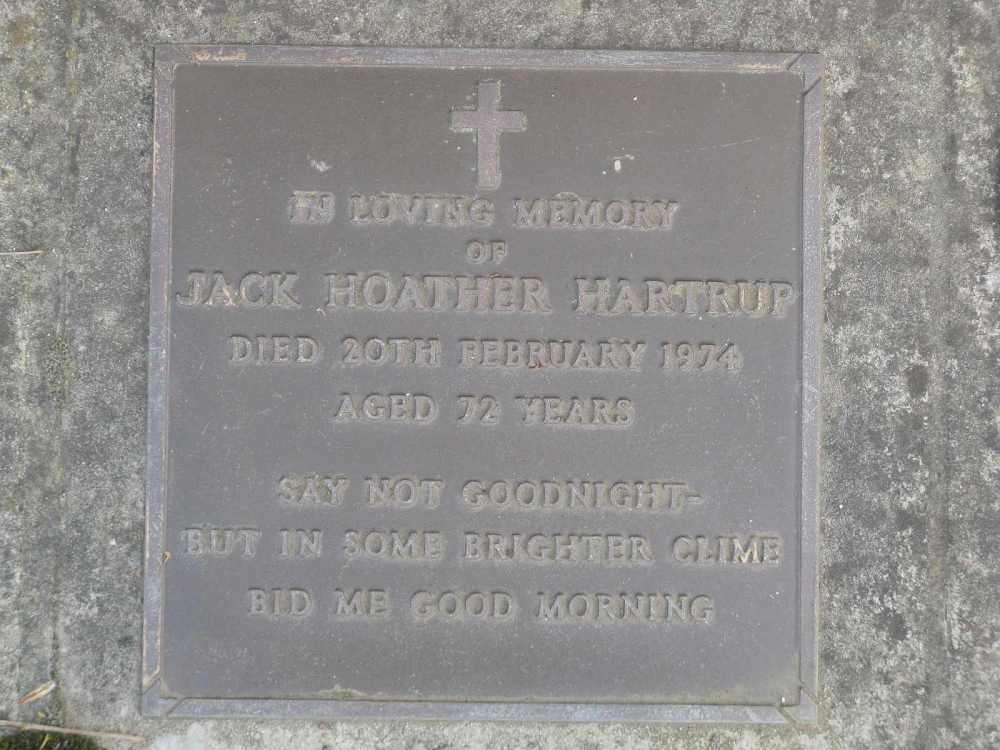 IN LOVING MEMORY
OF
JACK HOATHER HARTRUP
DIED 20TH FEBRUARY 1974
AGED 72 YEARS
SAY NOT GOODNIGHT-
BUT IN SOME BRIGHTER CLIME
BID ME GOOD MORNING